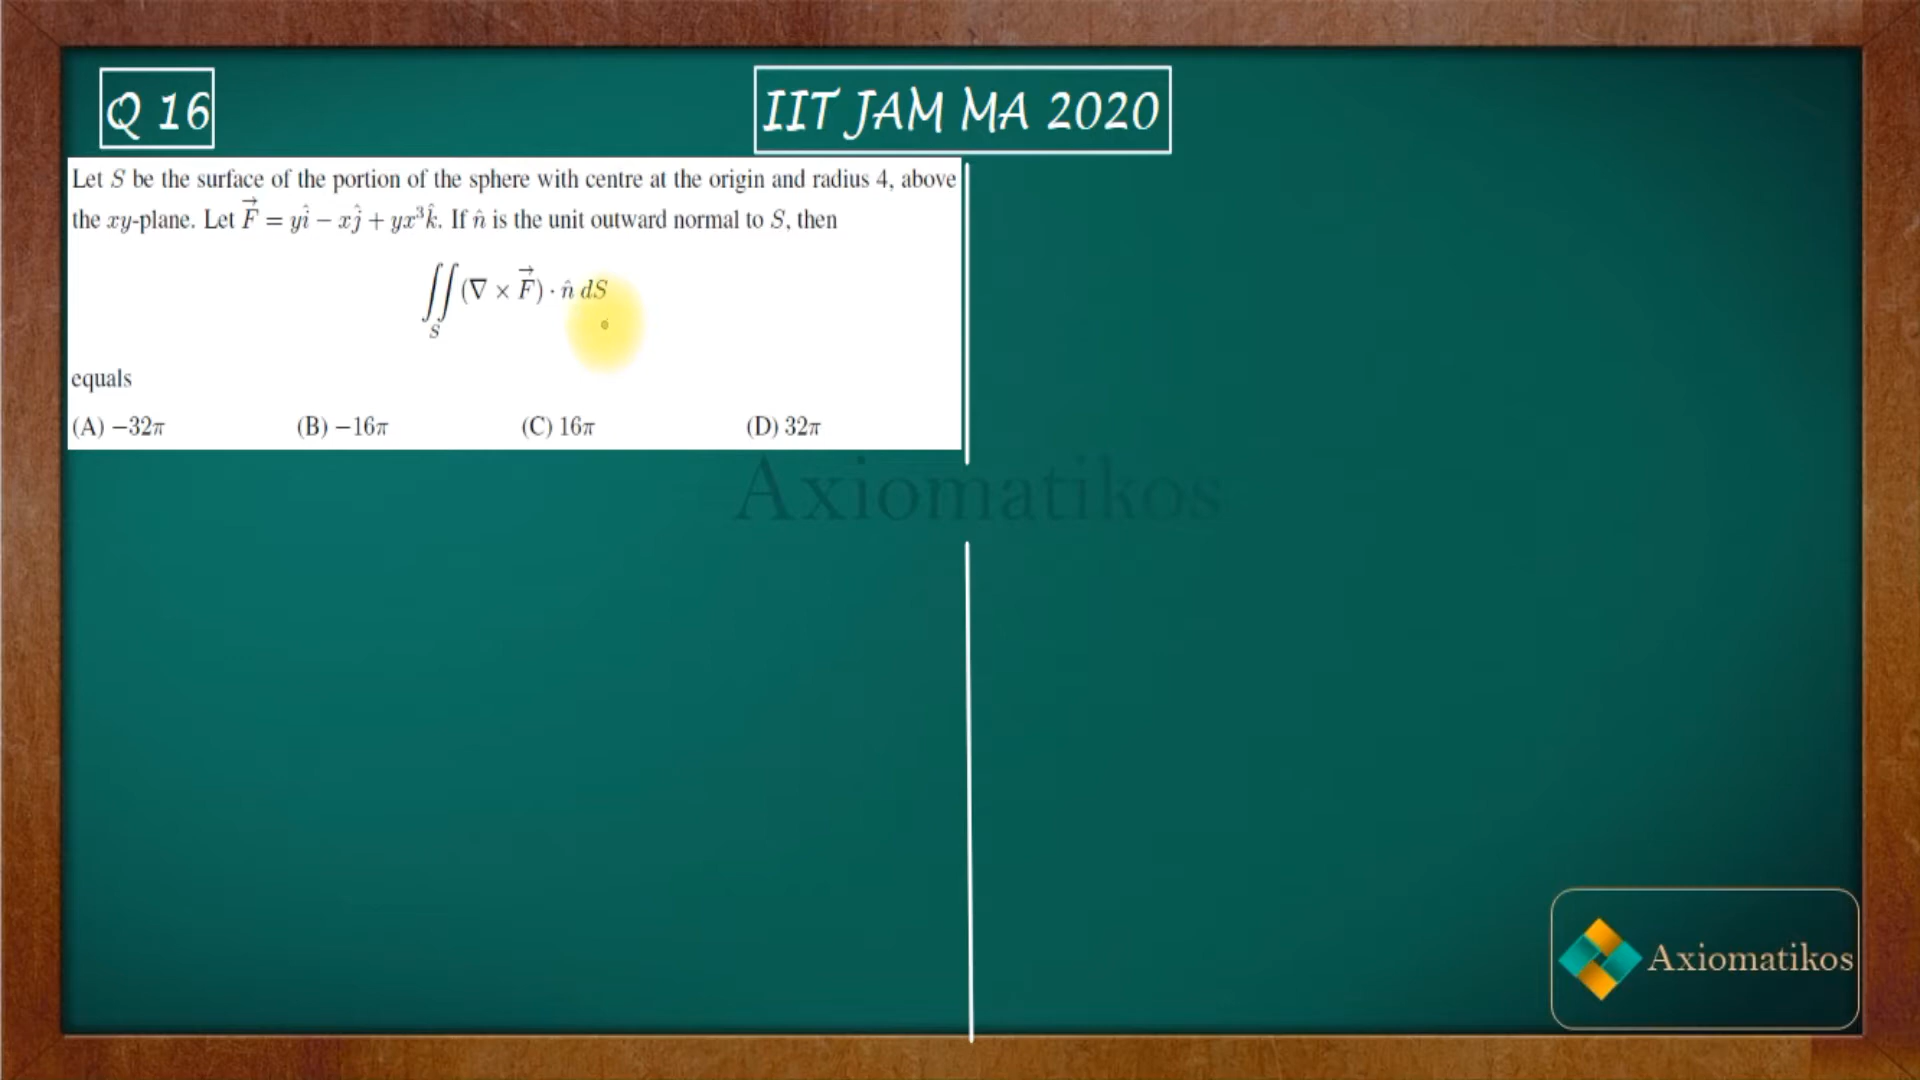 Q 16
IIT JAM MA 2020
Let S be the surface of the portion of the sphere with centre at the origin and radius 4, above
the xy-plane. Let F⃗ = yî − xĵ + yx³k̂. If n̂ is the unit outward normal to S, then
∬_S (∇ × F⃗) · n̂ dS
equals
(A) −32π (B) −16π (C) 16π (D) 32π
Axiomatikos
Axiomatikos